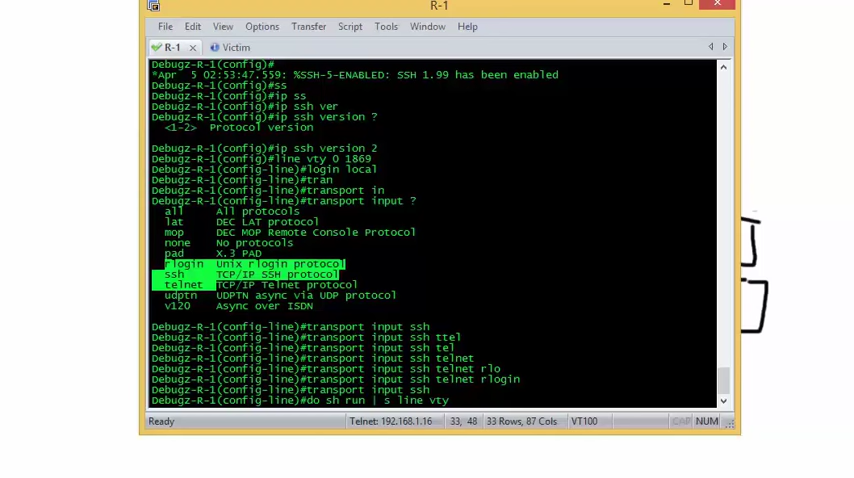 R-1
File Edit View Options Transfer Script Tools Window Help
R-1 Victim
Debugz-R-1(config)#
*Apr  5 02:53:47.559: %SSH-5-ENABLED: SSH 1.99 has been enabled
Debugz-R-1(config)#ss
Debugz-R-1(config)#ip ss
Debugz-R-1(config)#ip ssh ver
Debugz-R-1(config)#ip ssh version ?
<1-2>  Protocol version
Debugz-R-1(config)#ip ssh version 2
Debugz-R-1(config)#line vty 0 1869
Debugz-R-1(config-line)#login local
Debugz-R-1(config-line)#tran
Debugz-R-1(config-line)#transport in
Debugz-R-1(config-line)#transport input ?
all     All protocols
lat     DEC LAT protocol
mop     DEC MOP Remote Console Protocol
none    No protocols
pad     X.3 PAD
rlogin  Unix rlogin protocol
ssh     TCP/IP SSH protocol
telnet  TCP/IP Telnet protocol
udptn   UDPTN async via UDP protocol
v120    Async over ISDN
Debugz-R-1(config-line)#transport input ssh
Debugz-R-1(config-line)#transport input ssh ttel
Debugz-R-1(config-line)#transport input ssh tel
Debugz-R-1(config-line)#transport input ssh telnet
Debugz-R-1(config-line)#transport input ssh telnet rlo
Debugz-R-1(config-line)#transport input ssh telnet rlogin
Debugz-R-1(config-line)#transport input ssh
Debugz-R-1(config-line)#do sh run | s line vty
Ready Telnet: 192.168.1.16 33, 48 33 Rows, 87 Cols VT100 CAP NUM